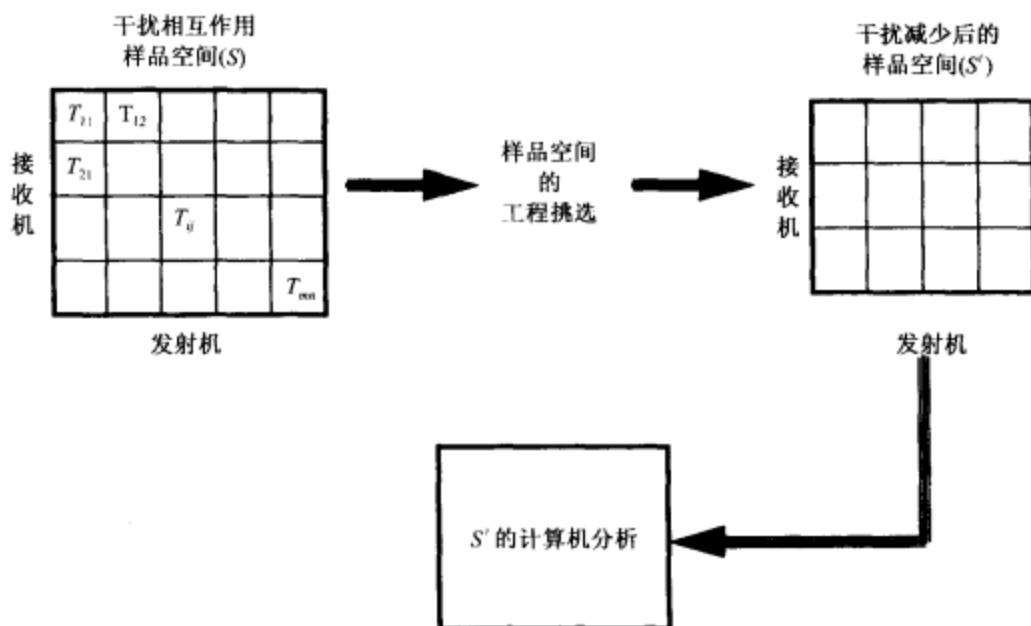 干扰相互作用
样品空间(S)
T11 T12
T21
Tij
Tmn
接
收
机
发射机
样品空间
的
工程挑选
干扰减少后的
样品空间(S′)
接
收
机
发射机
S′ 的计算机分析